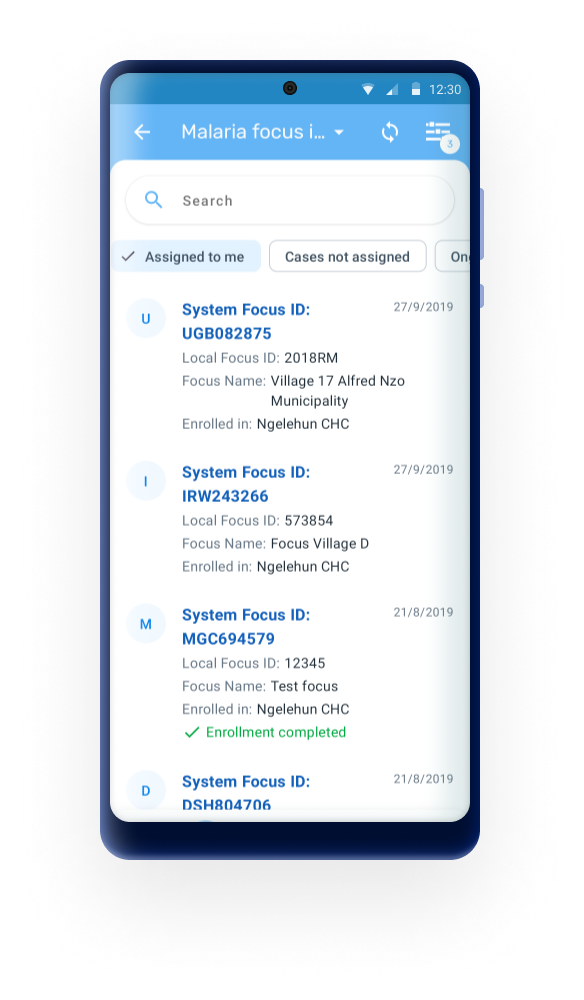 12:30
Malaria focus i...
3
Search
Assigned to me
Cases not assigned
On
U
System Focus ID:
27/9/2019
UGB082875
Local Focus ID: 2018RM
Focus Name: Village 17 Alfred Nzo
Municipality
Enrolled in: Ngelehun CHC
I
System Focus ID:
27/9/2019
IRW243266
Local Focus ID: 573854
Focus Name: Focus Village D
Enrolled in: Ngelehun CHC
M
System Focus ID:
21/8/2019
MGC694579
Local Focus ID: 12345
Focus Name: Test focus
Enrolled in: Ngelehun CHC
Enrollment completed
D
System Focus ID:
21/8/2019
DSH804706